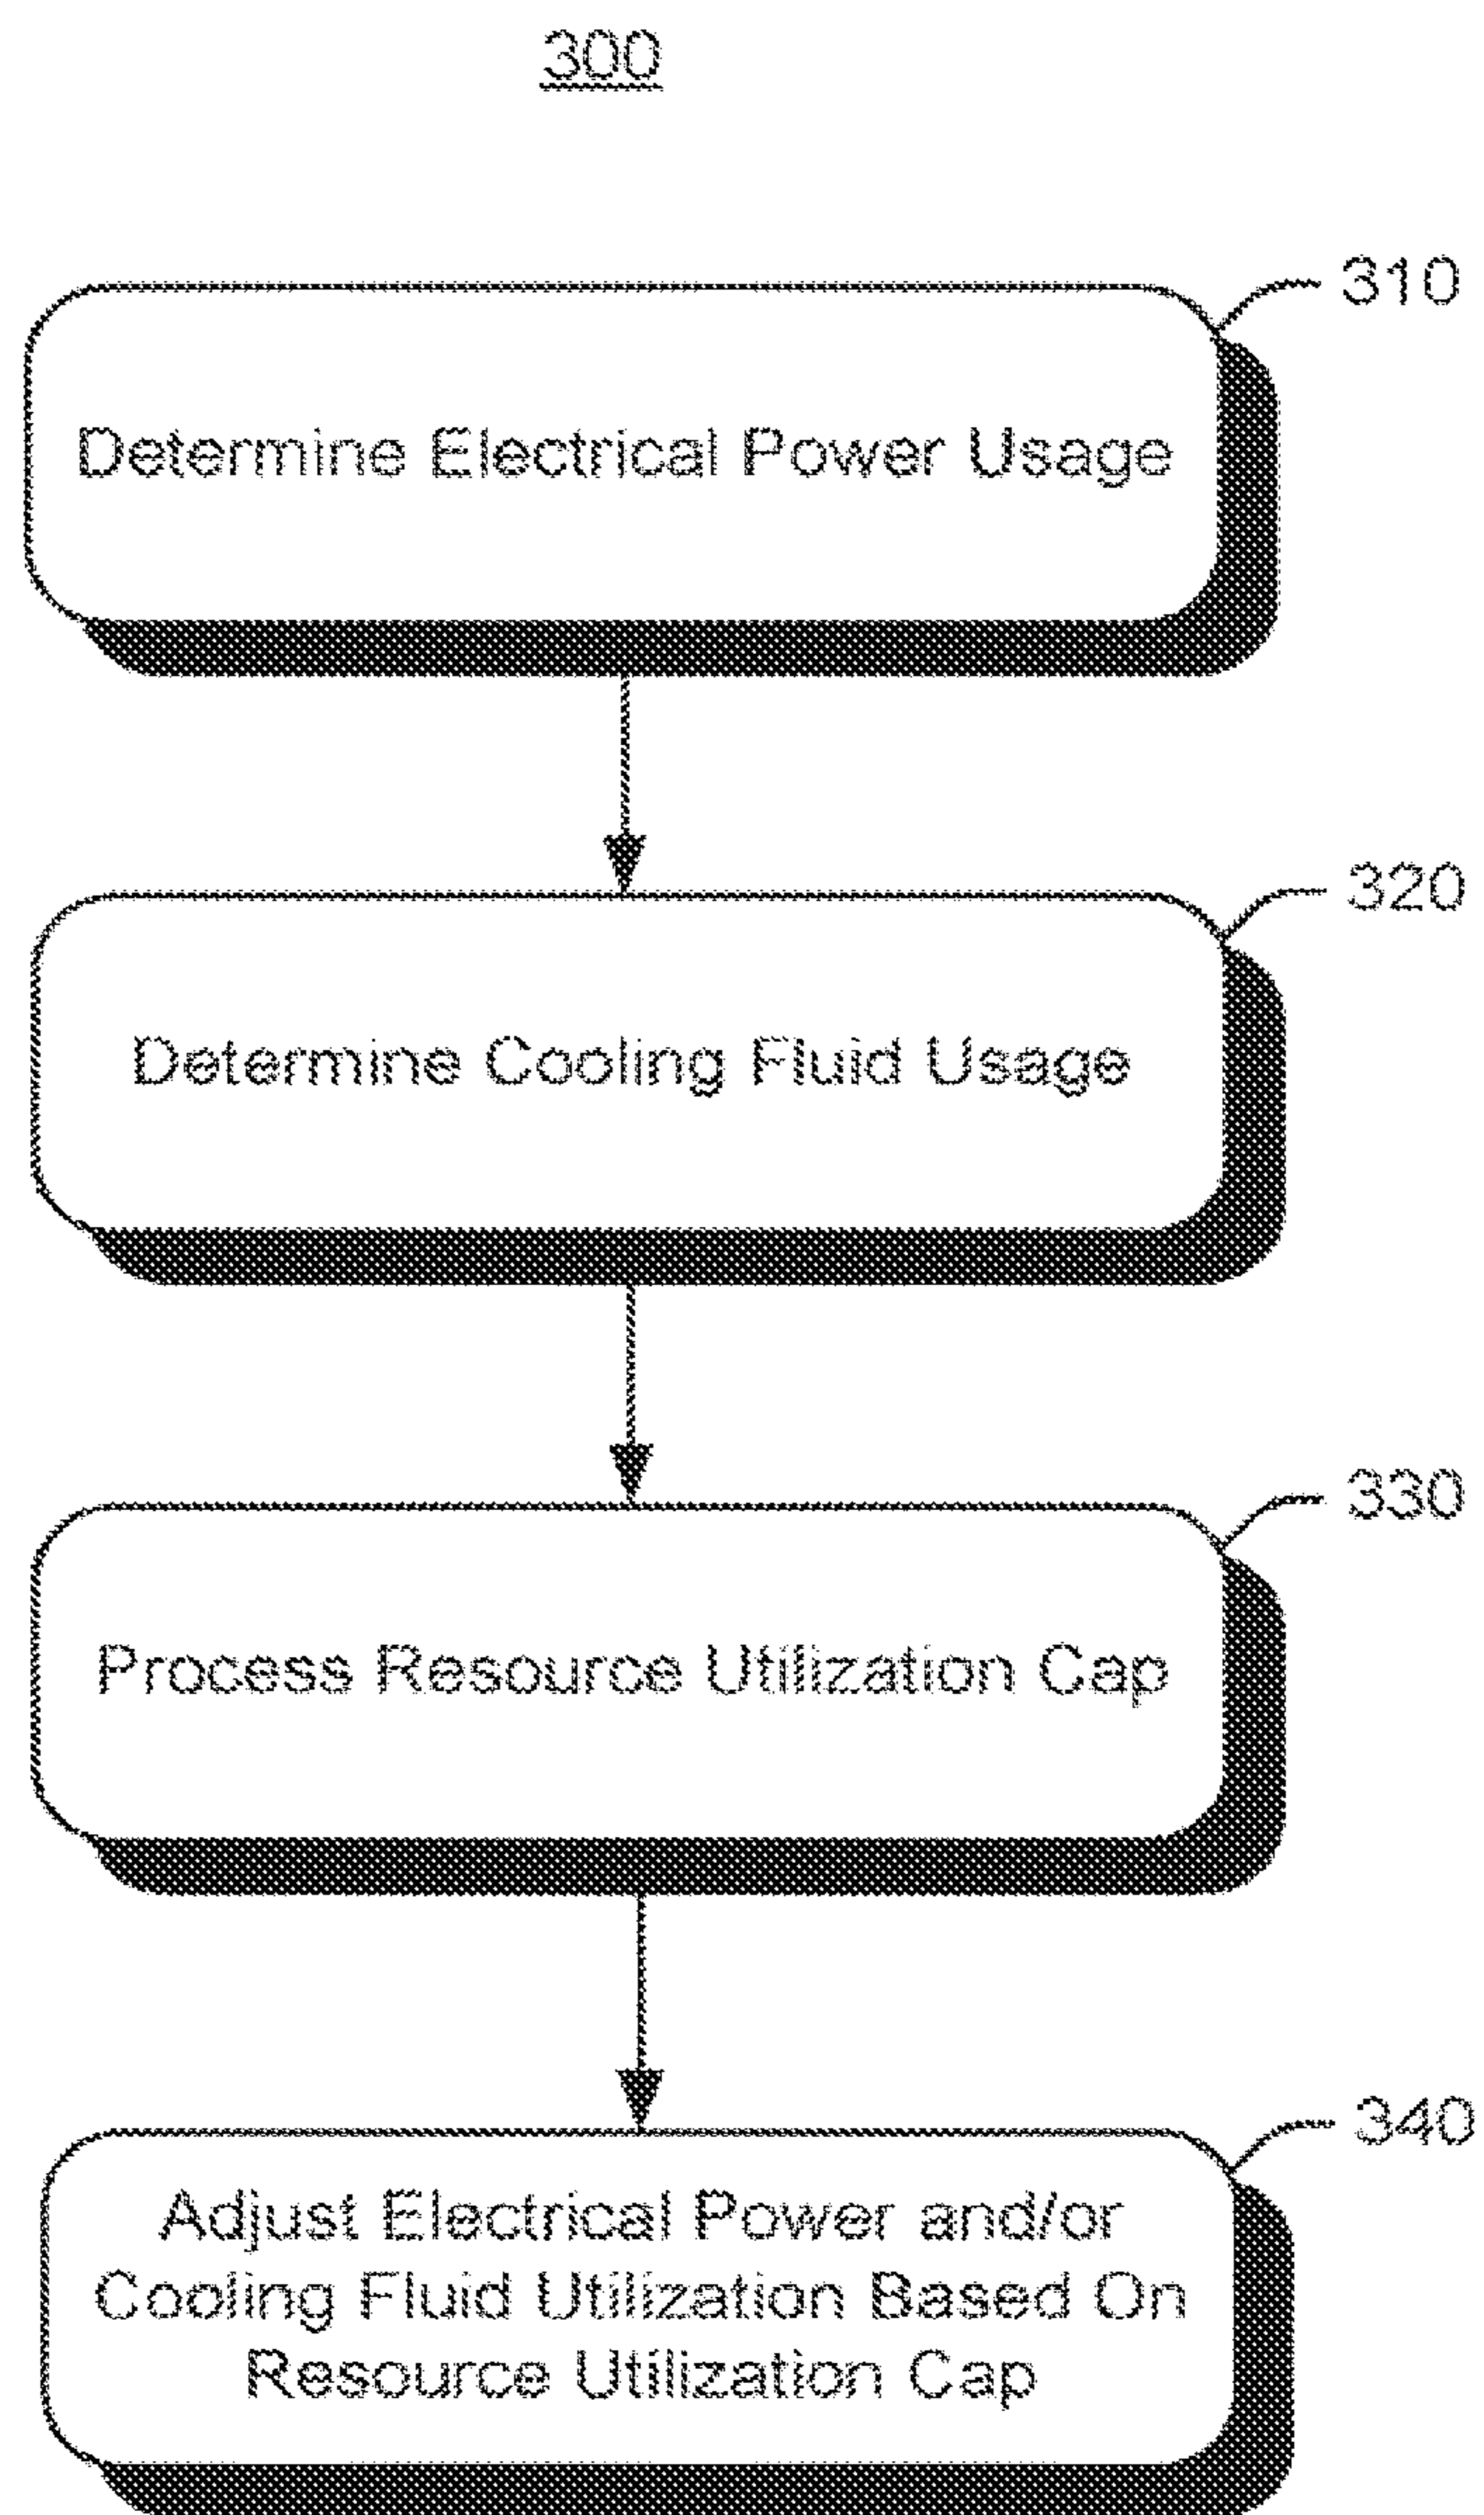 300
310
Determine Electrical Power Usage
320
Determine Cooling Fluid Usage
330
Process Resource Utilization Cap
340
Adjust Electrical Power and/or
Cooling Fluid Utilization Based On
Resource Utilization Cap